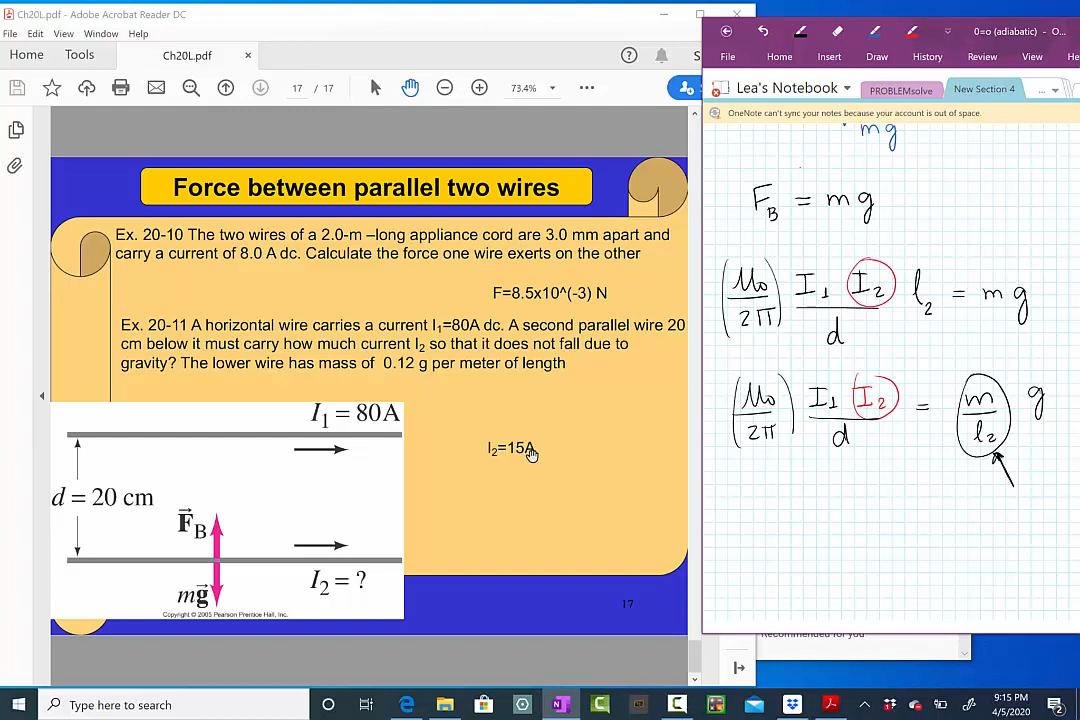 Ch20L.pdf - Adobe Acrobat Reader DC
File Edit View Window Help
Home Tools Ch20L.pdf × ? S
17 / 17 73.4%
Force between parallel two wires
Ex. 20-10 The two wires of a 2.0-m –long appliance cord are 3.0 mm apart and
carry a current of 8.0 A dc. Calculate the force one wire exerts on the other
F=8.5x10^(-3) N
Ex. 20-11 A horizontal wire carries a current I₁=80A dc. A second parallel wire 20
cm below it must carry how much current I₂ so that it does not fall due to
gravity? The lower wire has mass of 0.12 g per meter of length
I₁ = 80A
I₂=15A
d = 20 cm
F⃗B
I₂ = ?
mg⃗
Copyright © 2005 Pearson Prentice Hall, Inc.
17
0=o (adiabatic) - O...
File Home Insert Draw History Review View
Lea's Notebook PROBLEMsolve New Section 4 ...
OneNote can't sync your notes because your account is out of space.
mg
F_B = mg
(μ₀/2π) I₁ I₂/d l₂ = mg
(μ₀/2π) I₁ I₂/d = m/l₂ g
Recommended for you
Type here to search
9:15 PM
4/5/2020
2